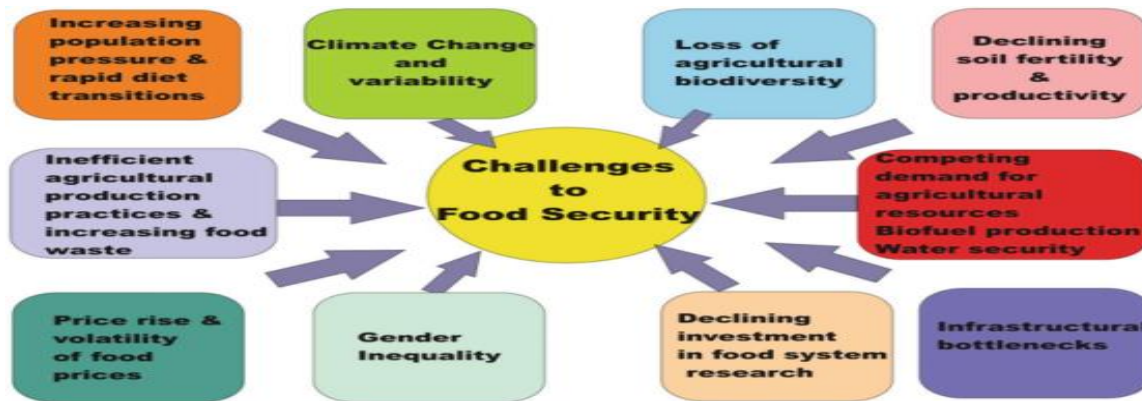 Increasing
population
pressure &
rapid diet
transitions
Climate Change
and
variability
Loss of
agricultural
biodiversity
Declining
soil fertility
&
productivity
Inefficient
agricultural
production
practices &
increasing food
waste
Challenges
to
Food Security
Competing
demand for
agricultural
resources
Biofuel production
Water security
Price rise &
volatility
of food
prices
Gender
Inequality
Declining
investment
in food system
research
Infrastructural
bottlenecks